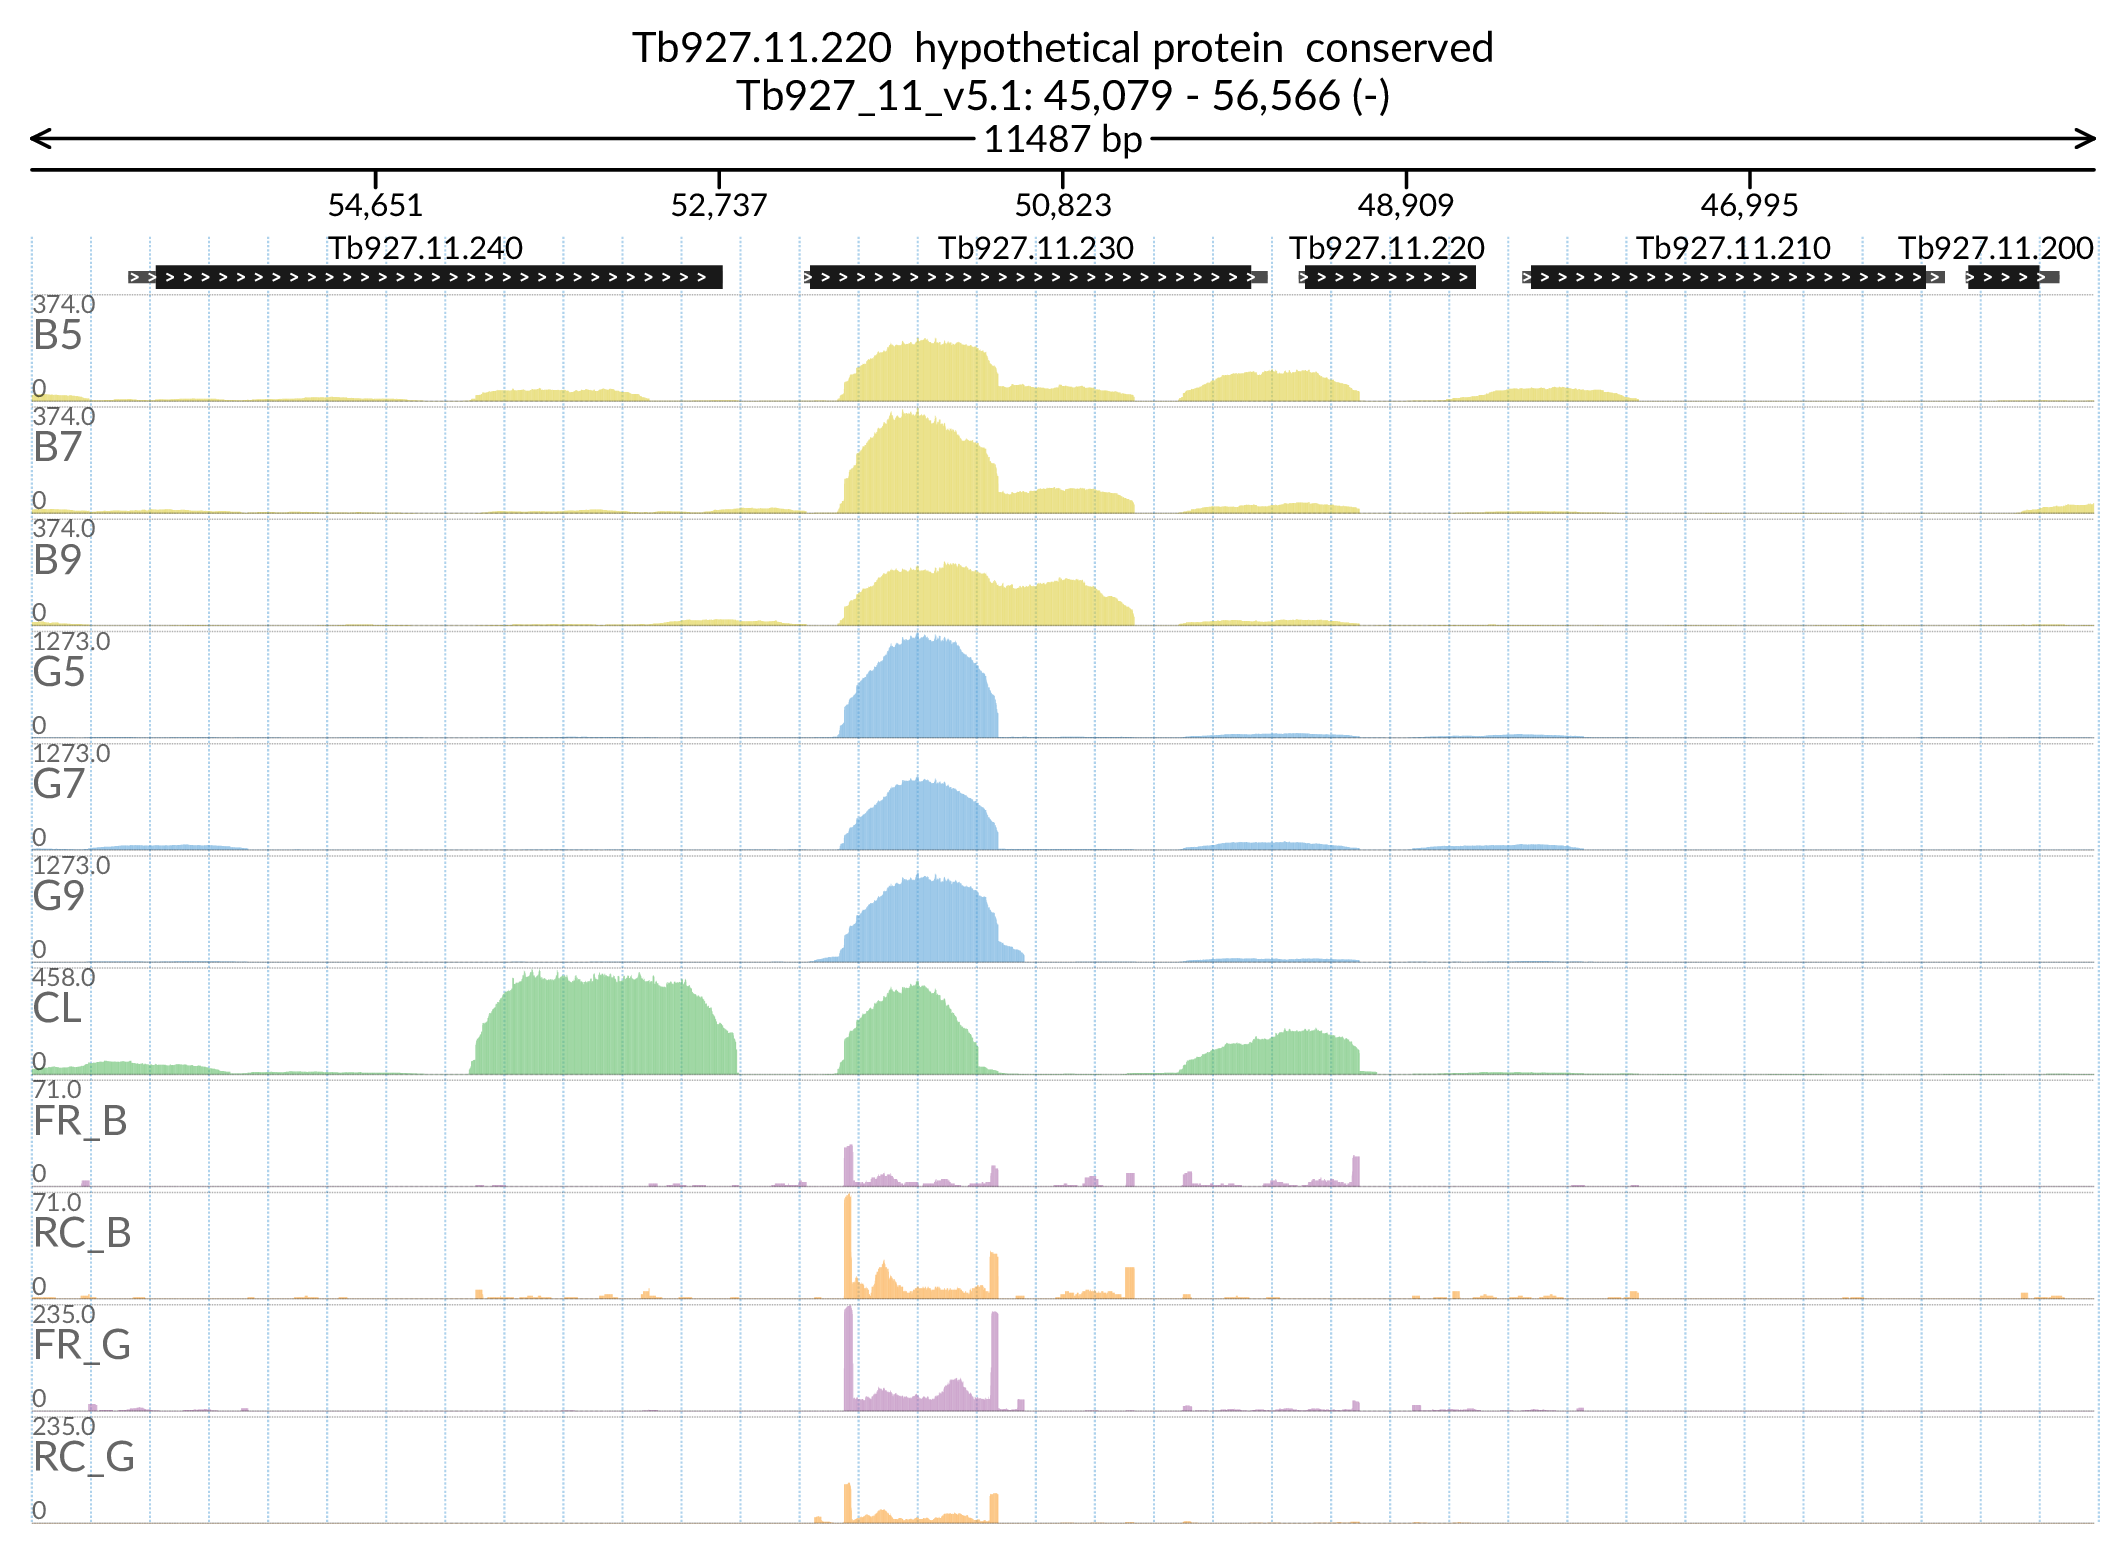 Tb927.11.220 hypothetical protein conserved
Tb927_11_v5.1: 45,079 - 56,566 (-)
11487 bp
54,651 52,737 50,823 48,909 46,995
Tb927.11.240 Tb927.11.230 Tb927.11.220 Tb927.11.210 Tb927.11.200
374.0
B5
0
374.0
B7
0
374.0
B9
0
1273.0
G5
0
1273.0
G7
0
1273.0
G9
0
458.0
CL
0
71.0
FR_B
0
71.0
RC_B
0
235.0
FR_G
0
235.0
RC_G
0